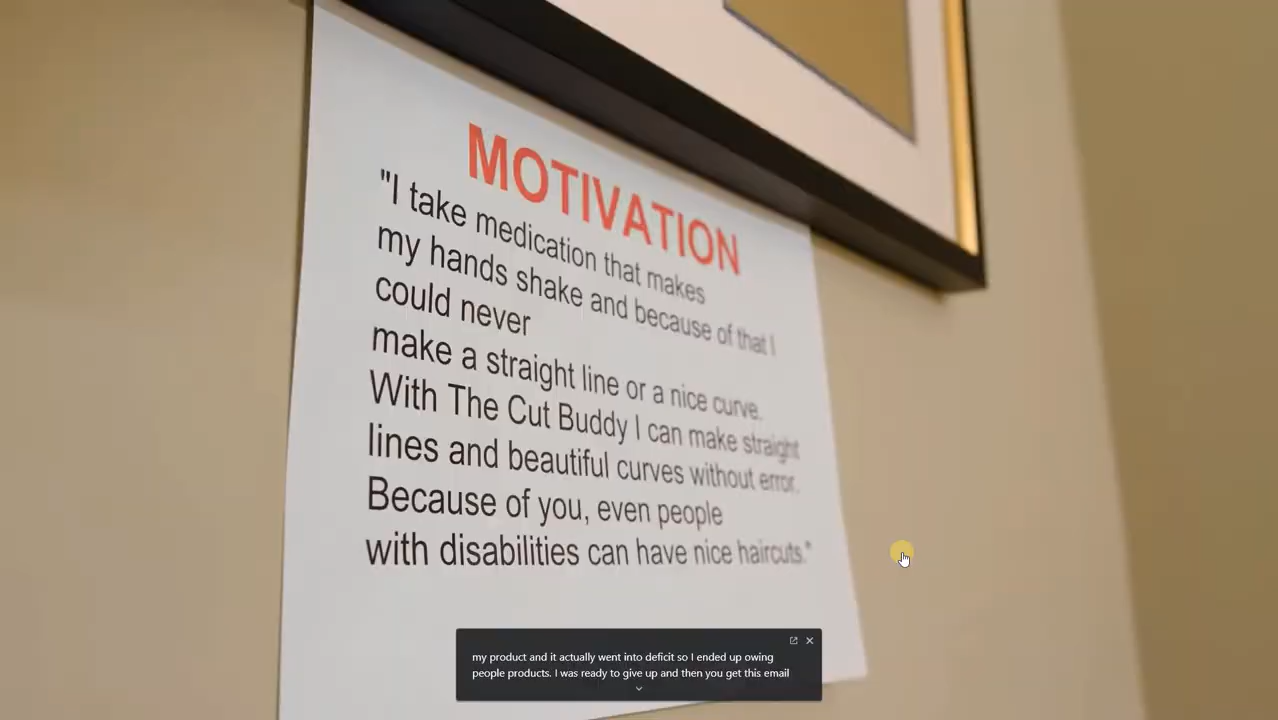 MOTIVATION
"I take medication that makes
my hands shake and because of that I
could never
make a straight line or a nice curve.
With The Cut Buddy I can make straight
lines and beautiful curves without error.
Because of you, even people
with disabilities can have nice haircuts."
my product and it actually went into deficit so I ended up owing
people products. I was ready to give up and then you get this email